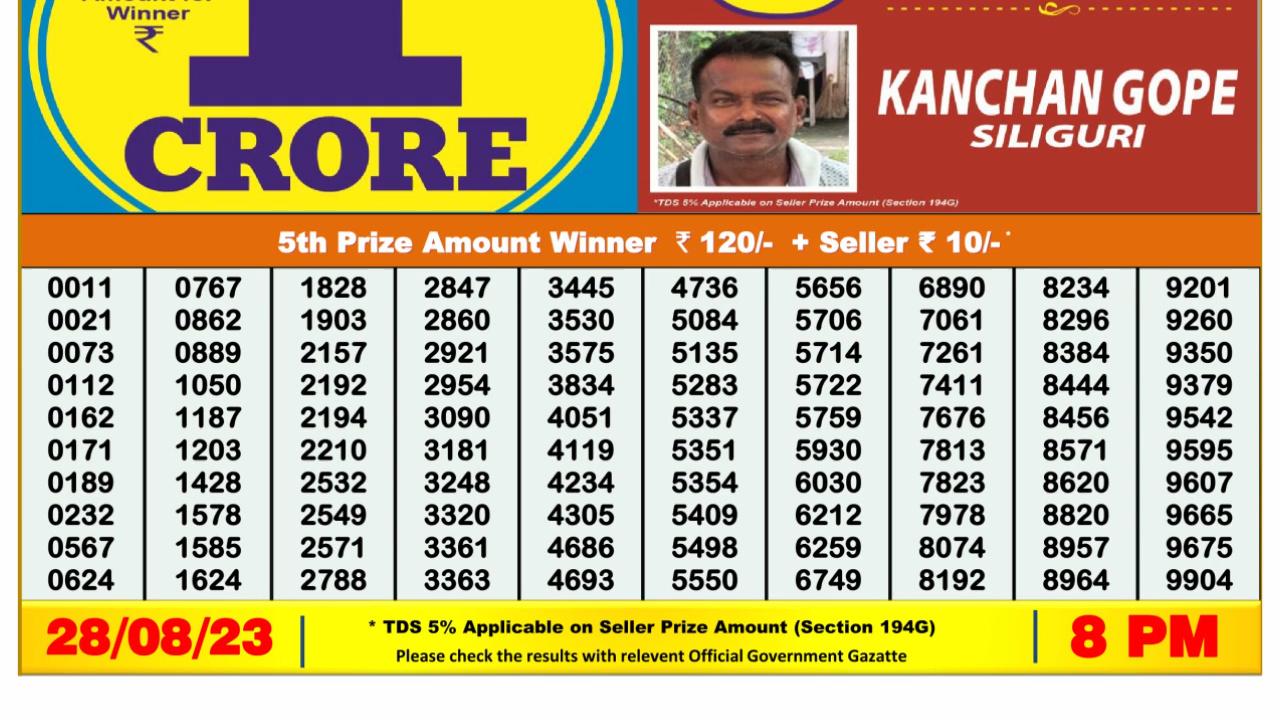 Amount for
Winner
₹
1
CRORE
KANCHAN GOPE
SILIGURI
*TDS 5% Applicable on Seller Prize Amount (Section 194G)
5th Prize Amount Winner ₹ 120/- + Seller ₹ 10/- *
0011 0767 1828 2847 3445 4736 5656 6890 8234 9201
0021 0862 1903 2860 3530 5084 5706 7061 8296 9260
0073 0889 2157 2921 3575 5135 5714 7261 8384 9350
0112 1050 2192 2954 3834 5283 5722 7411 8444 9379
0162 1187 2194 3090 4051 5337 5759 7676 8456 9542
0171 1203 2210 3181 4119 5351 5930 7813 8571 9595
0189 1428 2532 3248 4234 5354 6030 7823 8620 9607
0232 1578 2549 3320 4305 5409 6212 7978 8820 9665
0567 1585 2571 3361 4686 5498 6259 8074 8957 9675
0624 1624 2788 3363 4693 5550 6749 8192 8964 9904
28/08/23
* TDS 5% Applicable on Seller Prize Amount (Section 194G)
Please check the results with relevent Official Government Gazatte
8 PM